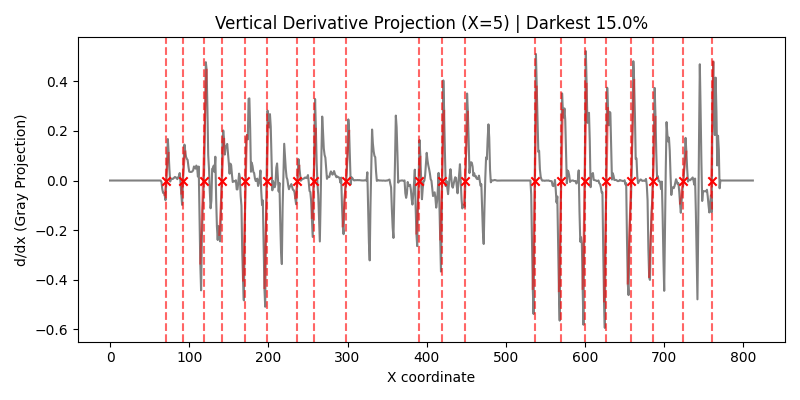 Vertical Derivative Projection (X=5) | Darkest 15.0%
d/dx (Gray Projection)
0.4
0.2
0.0
−0.2
−0.4
−0.6
0 100 200 300 400 500 600 700 800
X coordinate